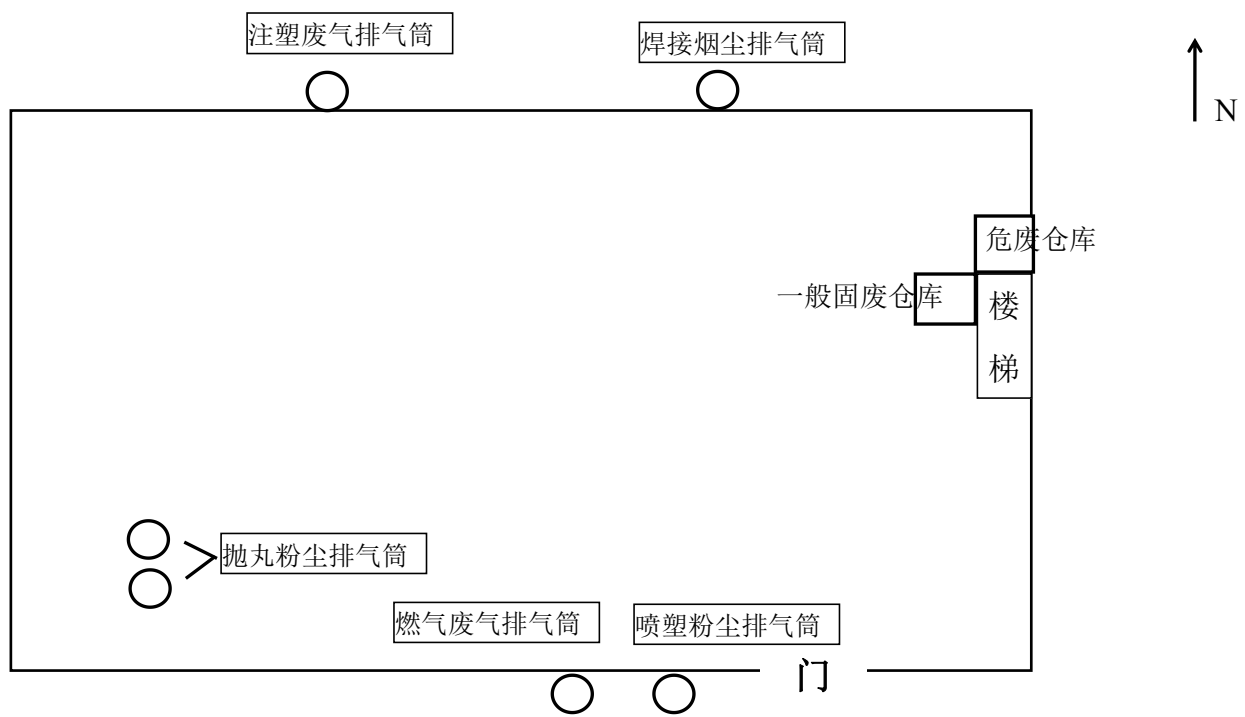 注塑废气排气筒
焊接烟尘排气筒
N
危废仓库
一般固废仓库
楼
梯
抛丸粉尘排气筒
燃气废气排气筒
喷塑粉尘排气筒
门